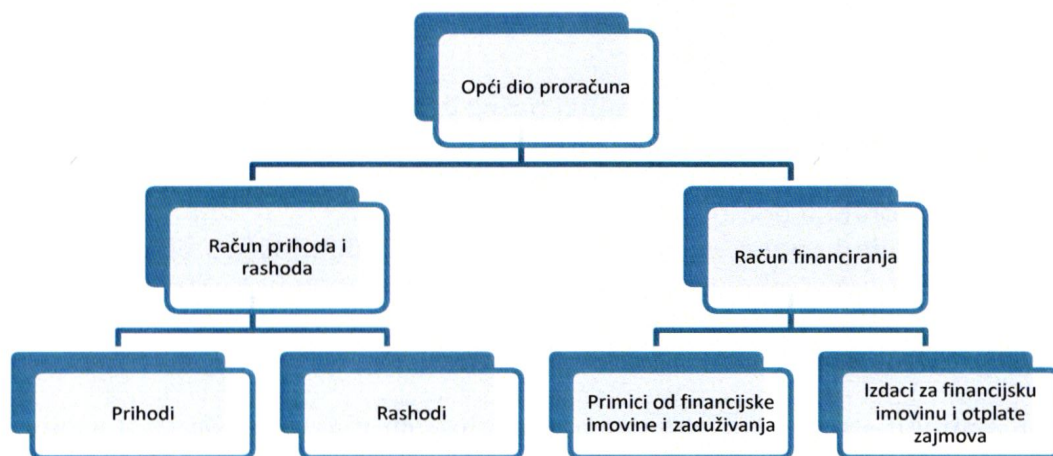 Opći dio proračuna
Račun prihoda i
rashoda
Račun financiranja
Prihodi
Rashodi
Primici od financijske
imovine i zaduživanja
Izdaci za financijsku
imovinu i otplate
zajmova